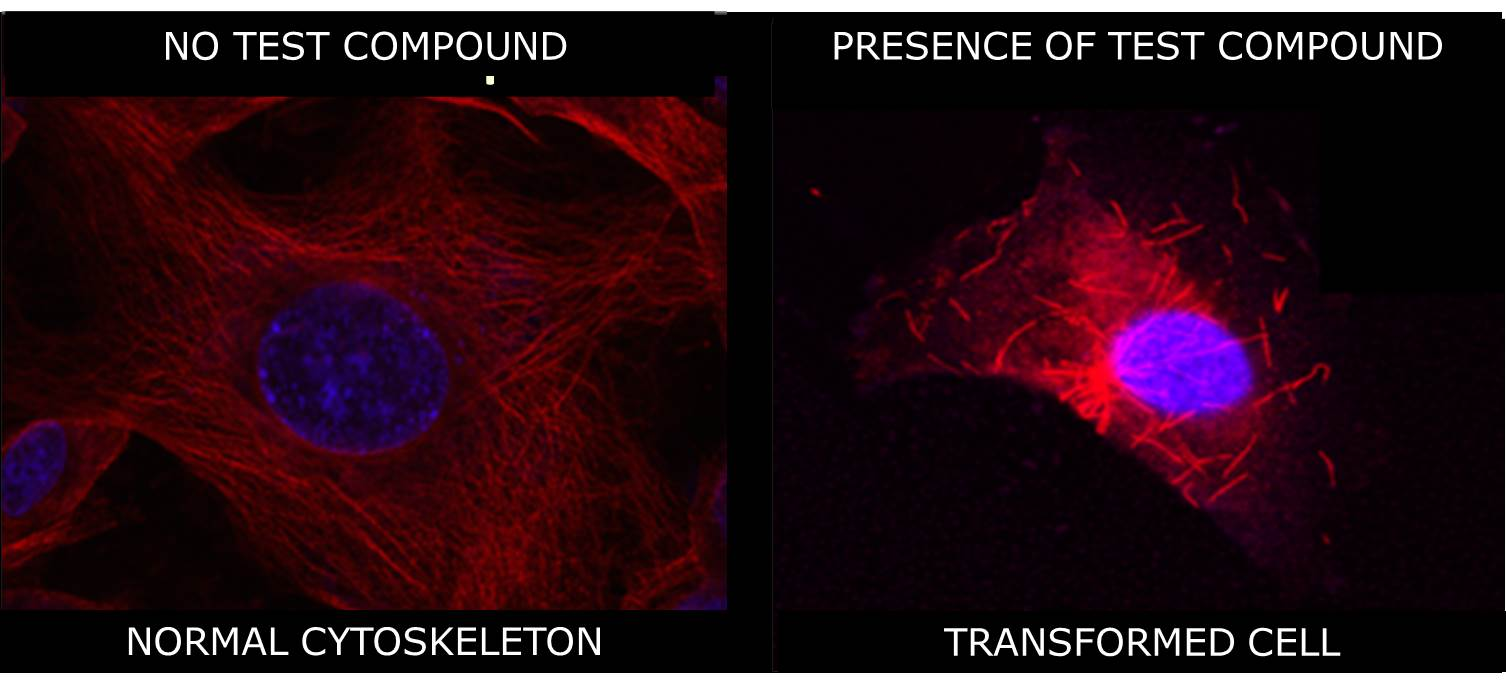 NO TEST COMPOUND
PRESENCE OF TEST COMPOUND
NORMAL CYTOSKELETON
TRANSFORMED CELL